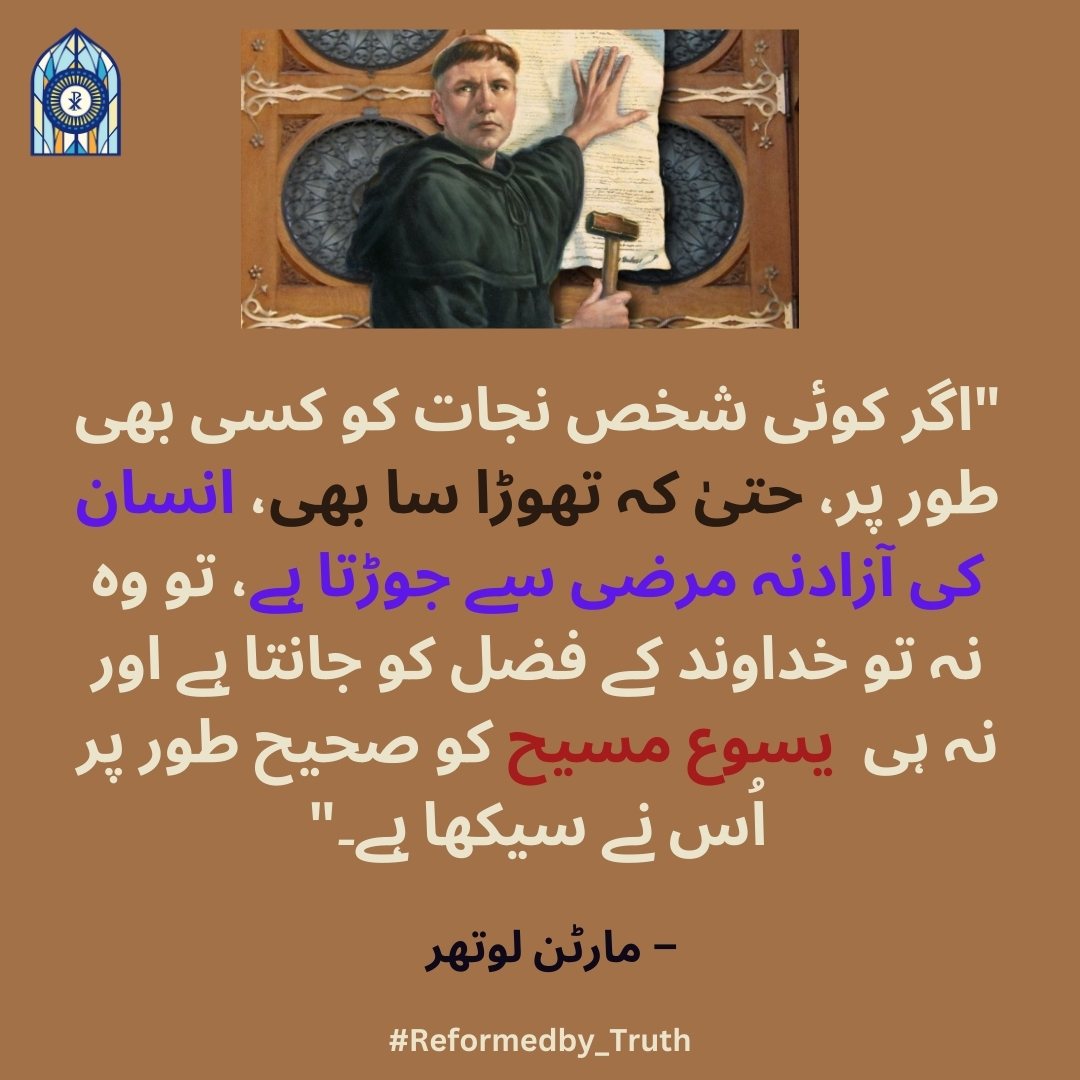 "اگر کوئی شخص نجات کو کسی بھی
طور پر، حتیٰ کہ تھوڑا سا بھی، انسان
کی آزادنہ مرضی سے جوڑتا ہے، تو وہ
نہ تو خداوند کے فضل کو جانتا ہے اور
نہ ہی یسوع مسیح کو صحیح طور پر
اُس نے سیکھا ہے۔"
– مارٹن لوتھر
#Reformedby_Truth